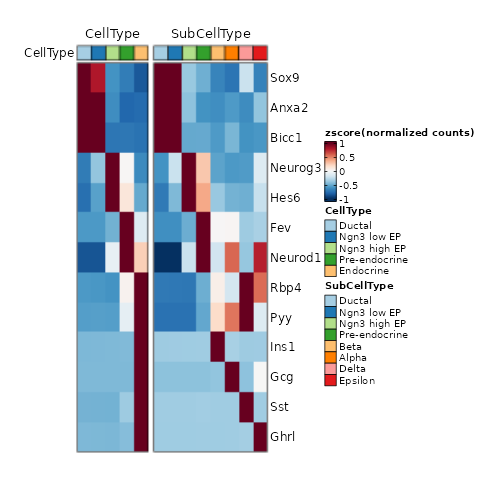 CellType SubCellType
CellType
Sox9
Anxa2
Bicc1
Neurog3
Hes6
Fev
Neurod1
Rbp4
Pyy
Ins1
Gcg
Sst
Ghrl
zscore(normalized counts)
1
0.5
0
-0.5
-1
CellType
Ductal
Ngn3 low EP
Ngn3 high EP
Pre-endocrine
Endocrine
SubCellType
Ductal
Ngn3 low EP
Ngn3 high EP
Pre-endocrine
Beta
Alpha
Delta
Epsilon